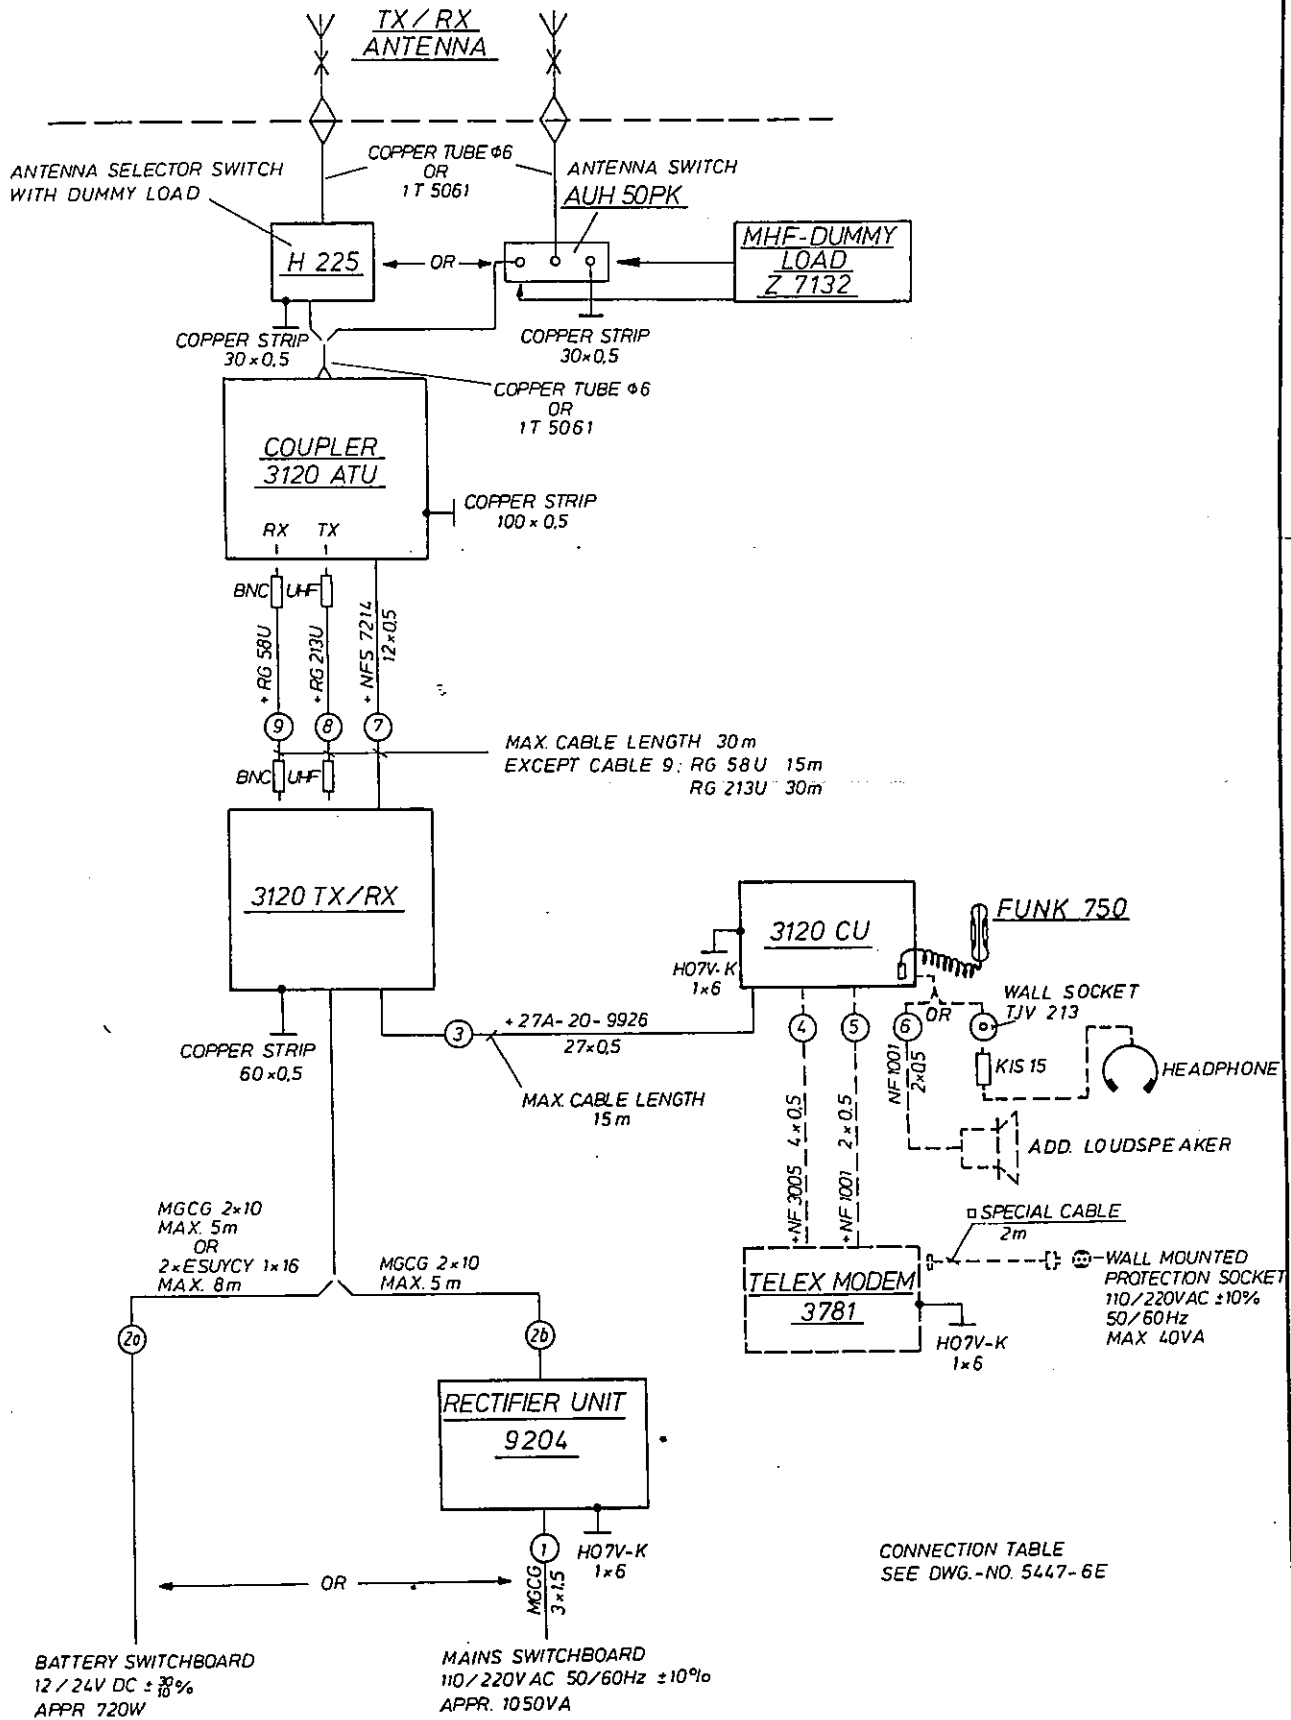 TX/RX
ANTENNA
COPPER TUBE ϕ6
OR
1T 5061
ANTENNA SELECTOR SWITCH
WITH DUMMY LOAD
ANTENNA SWITCH
AUH 50PK
H 225
OR
MHF-DUMMY
LOAD
Z 7132
COPPER STRIP
30×0,5
COPPER STRIP
30×0,5
COPPER TUBE ϕ6
OR
1T 5061
COUPLER
3120 ATU
COPPER STRIP
100×0,5
RX TX
BNC UHF
+ RG 58U
+ RG 213U
+ NFS 7214
12×0,5
9 8 7
MAX. CABLE LENGTH 30m
EXCEPT CABLE 9: RG 58U 15m
RG 213U 30m
BNC UHF
3120 TX/RX
3120 CU
FUNK 750
H07V-K
1×6
WALL SOCKET
TJV 213
COPPER STRIP
60×0,5
3
+27A-20-9926
27×0,5
MAX. CABLE LENGTH
15m
4 5 6 OR
NF 1001
2×0,5
KIS 15
HEADPHONE
ADD. LOUDSPEAKER
+NF 3005 4×0,5
+NF 1001 2×0,5
MGCG 2×10
MAX. 5m
OR
2×ESUYCY 1×16
MAX. 8m
MGCG 2×10
MAX. 5m
SPECIAL CABLE
2m
TELEX MODEM
3781
WALL MOUNTED
PROTECTION SOCKET
110/220VAC ±10%
50/60Hz
MAX 40VA
H07V-K
1×6
2a
2b
RECTIFIER UNIT
9204
1
H07V-K
1×6
MGCG
3×1,5
OR
CONNECTION TABLE
SEE DWG.-NO. 5447-6E
BATTERY SWITCHBOARD
12/24V DC ± 30/10 %
APPR 720W
MAINS SWITCHBOARD
110/220V AC 50/60Hz ±10%
APPR. 1050VA